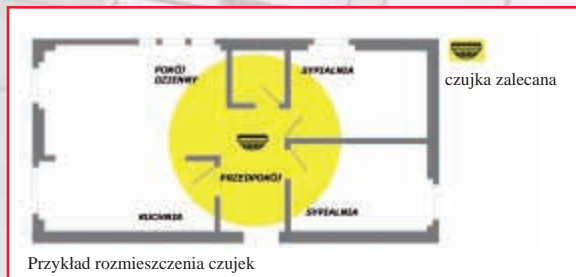 POKÓJ
DZIENNY
SYPIALNIA
czujka zalecana
PRZEDPOKÓJ
KUCHNIA
SYPIALNIA
Przykład rozmieszczenia czujek